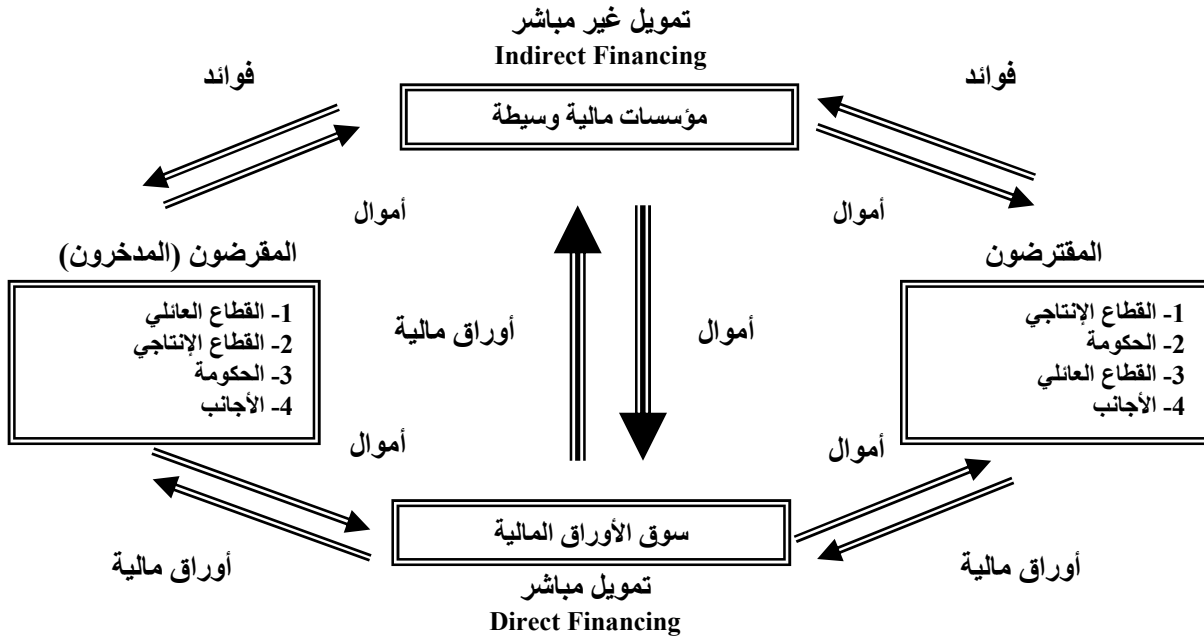 تمويل غير مباشر
Indirect Financing
فوائد
فوائد
مؤسسات مالية وسيطة
أموال
أموال
المقترضون
المقرضون (المدخرون)
1- القطاع الإنتاجي
2- الحكومة
3- القطاع العائلي
4- الأجانب
أموال
أوراق مالية
1- القطاع العائلي
2- القطاع الإنتاجي
3- الحكومة
4- الأجانب
أموال
أموال
سوق الأوراق المالية
أوراق مالية
أوراق مالية
تمويل مباشر
Direct Financing